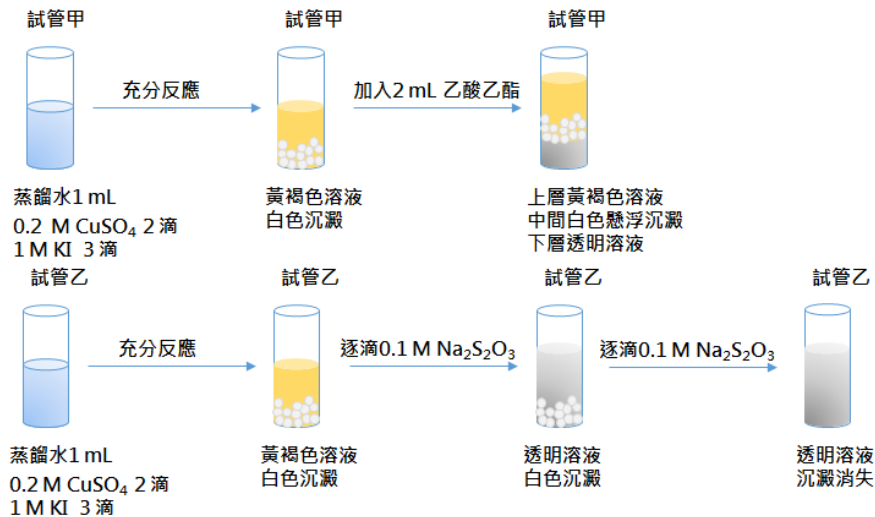 試管甲
試管甲
試管甲
充分反應
加入2 mL 乙酸乙酯
蒸餾水1 mL
0.2 M CuSO₄ 2 滴
1 M KI 3 滴
黃褐色溶液
白色沉澱
上層黃褐色溶液
中間白色懸浮沉澱
下層透明溶液
試管乙
試管乙
試管乙
試管乙
充分反應
逐滴0.1 M Na₂S₂O₃
逐滴0.1 M Na₂S₂O₃
蒸餾水1 mL
0.2 M CuSO₄ 2 滴
1 M KI 3 滴
黃褐色溶液
白色沉澱
透明溶液
白色沉澱
透明溶液
沉澱消失